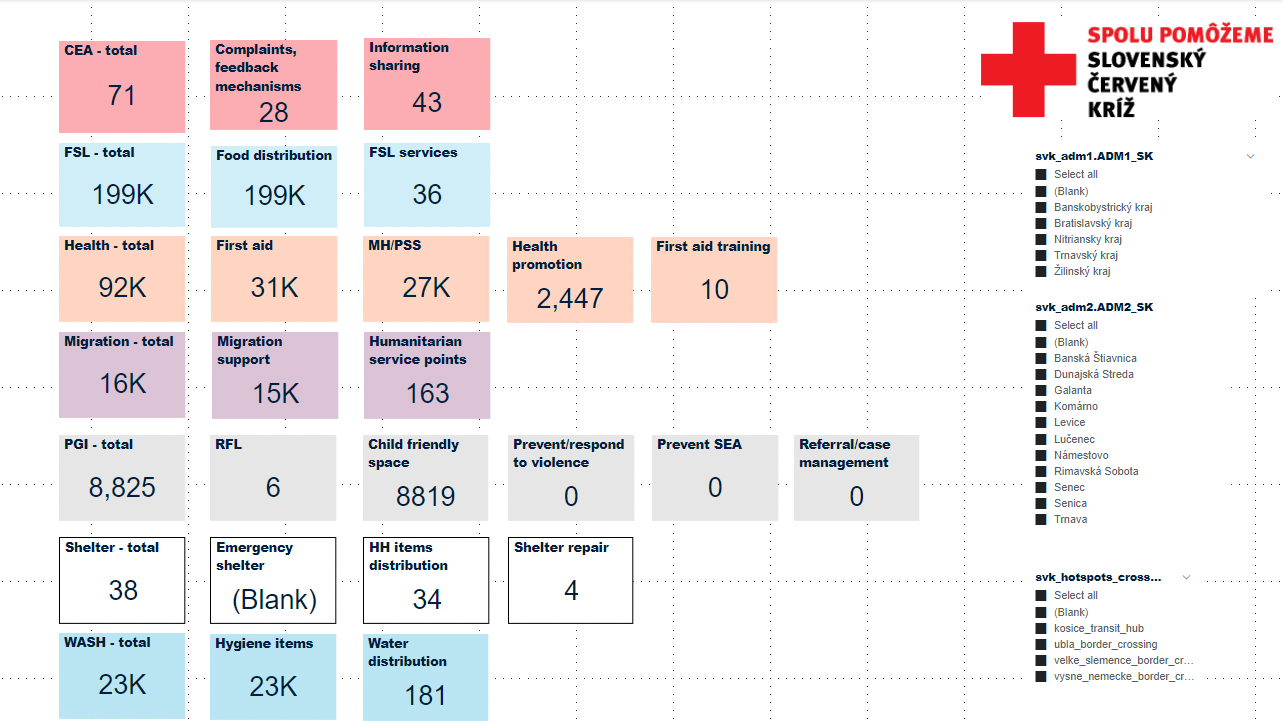 SPOLU POMÔŽEME
SLOVENSKÝ
ČERVENÝ
KRÍŽ
CEA - total
71
Complaints,
feedback
mechanisms
28
Information
sharing
43
FSL - total
199K
Food distribution
199K
FSL services
36
Health - total
92K
First aid
31K
MH/PSS
27K
Health
promotion
2,447
First aid training
10
Migration - total
16K
Migration
support
15K
Humanitarian
service points
163
PGI - total
8,825
RFL
6
Child friendly
space
8819
Prevent/respond
to violence
0
Prevent SEA
0
Referral/case
management
0
Shelter - total
38
Emergency
shelter
(Blank)
HH items
distribution
34
Shelter repair
4
WASH - total
23K
Hygiene items
23K
Water
distribution
181
svk_adm1.ADM1_SK
Select all
(Blank)
Banskobystrický kraj
Bratislavský kraj
Nitriansky kraj
Trnavský kraj
Žilinský kraj
svk_adm2.ADM2_SK
Select all
(Blank)
Banská Štiavnica
Dunajská Streda
Galanta
Komárno
Levice
Lučenec
Námestovo
Rimavská Sobota
Senec
Senica
Trnava
svk_hotspots_cross...
Select all
(Blank)
kosice_transit_hub
ubla_border_crossing
velke_slemence_border_cr...
vysne_nemecke_border_cr...